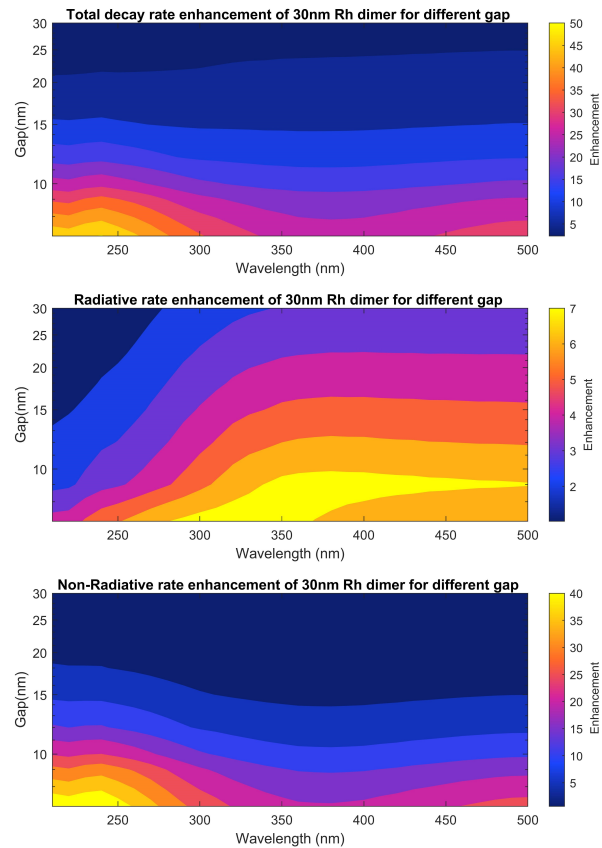 Total decay rate enhancement of 30nm Rh dimer for different gap
30
25
20
15
10
Gap(nm)
250 300 350 400 450 500
Wavelength (nm)
50
45
40
35
30
25
20
15
10
5
Enhancement
Radiative rate enhancement of 30nm Rh dimer for different gap
30
25
20
15
10
Gap(nm)
250 300 350 400 450 500
Wavelength (nm)
7
6
5
4
3
2
Enhancement
Non-Radiative rate enhancement of 30nm Rh dimer for different gap
30
25
20
15
10
Gap(nm)
250 300 350 400 450 500
Wavelength (nm)
40
35
30
25
20
15
10
5
Enhancement